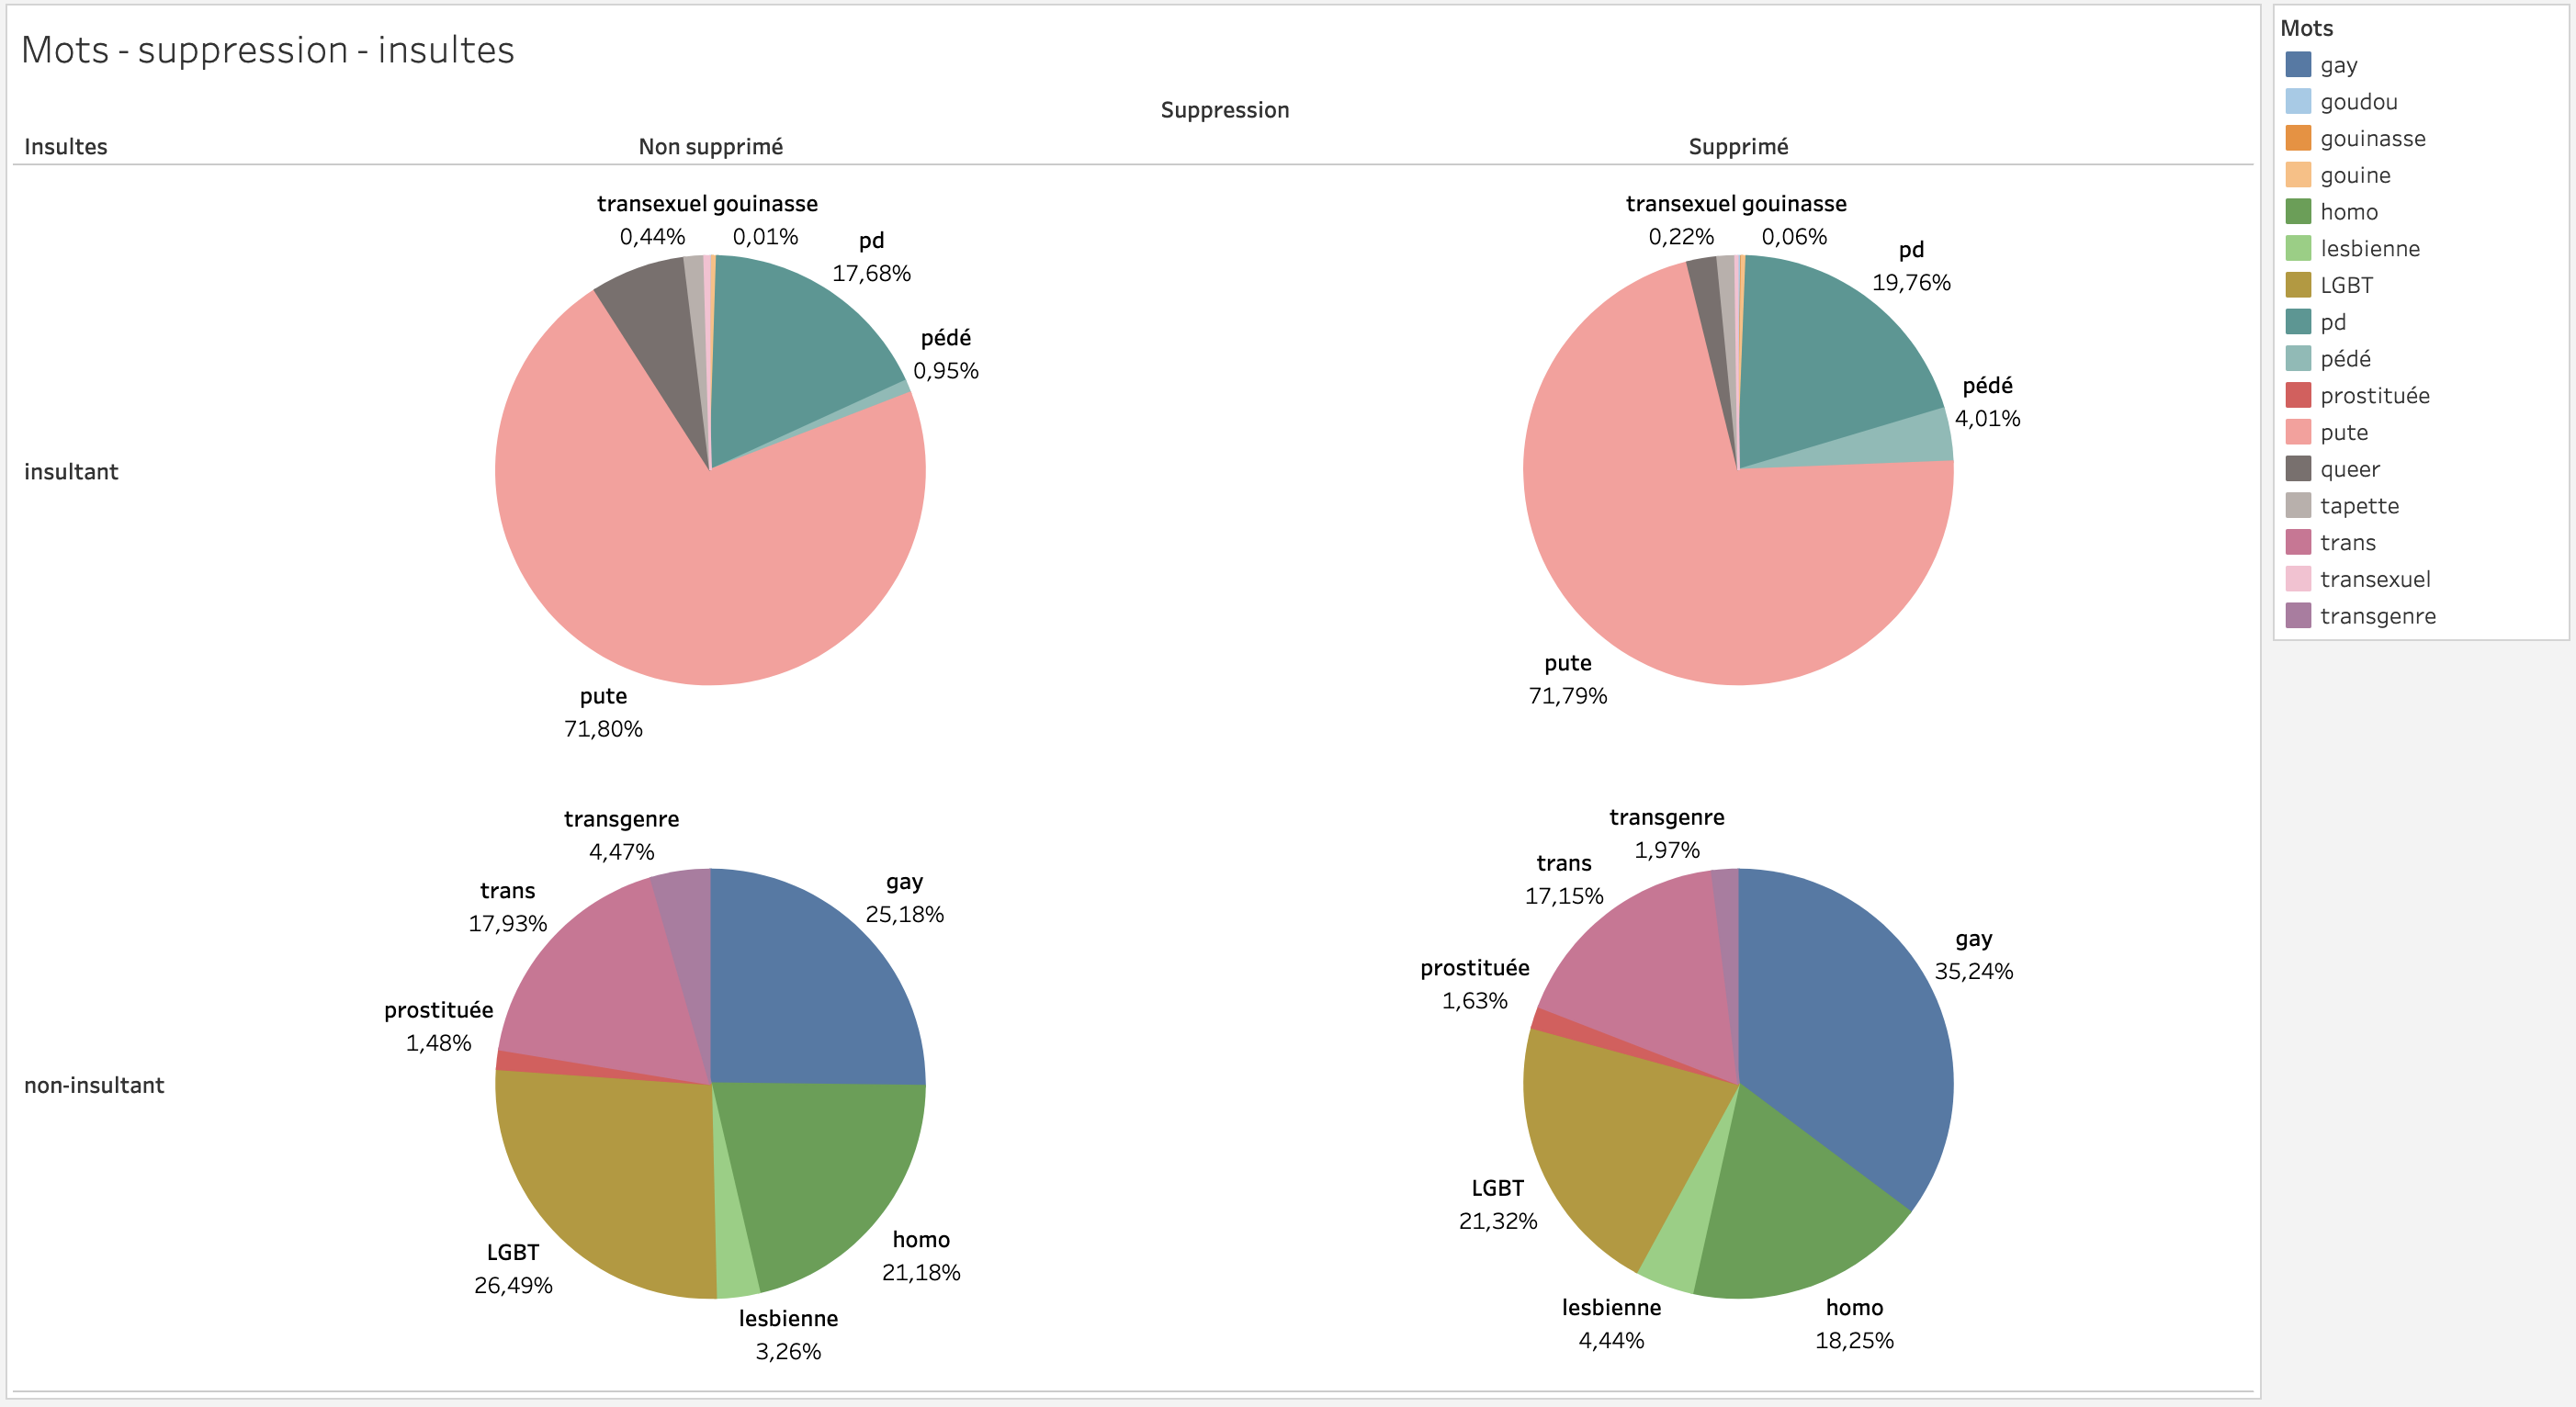 Mots - suppression - insultes
Suppression
Insultes
Non supprimé
Supprimé
insultant
transexuel gouinasse
0,44%
0,01%
pd
17,68%
pédé
0,95%
pute
71,80%
transexuel gouinasse
0,22%
0,06%
pd
19,76%
pédé
4,01%
pute
71,79%
non-insultant
transgenre
4,47%
gay
25,18%
trans
17,93%
prostituée
1,48%
LGBT
26,49%
homo
21,18%
lesbienne
3,26%
transgenre
1,97%
trans
17,15%
gay
35,24%
prostituée
1,63%
LGBT
21,32%
lesbienne
4,44%
homo
18,25%
Mots
gay
goudou
gouinasse
gouine
homo
lesbienne
LGBT
pd
pédé
prostituée
pute
queer
tapette
trans
transexuel
transgenre